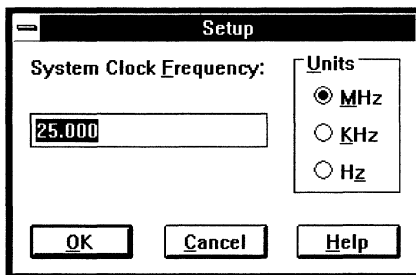 Setup
System Clock Frequency:
25.000
Units
MHz
KHz
Hz
OK
Cancel
Help